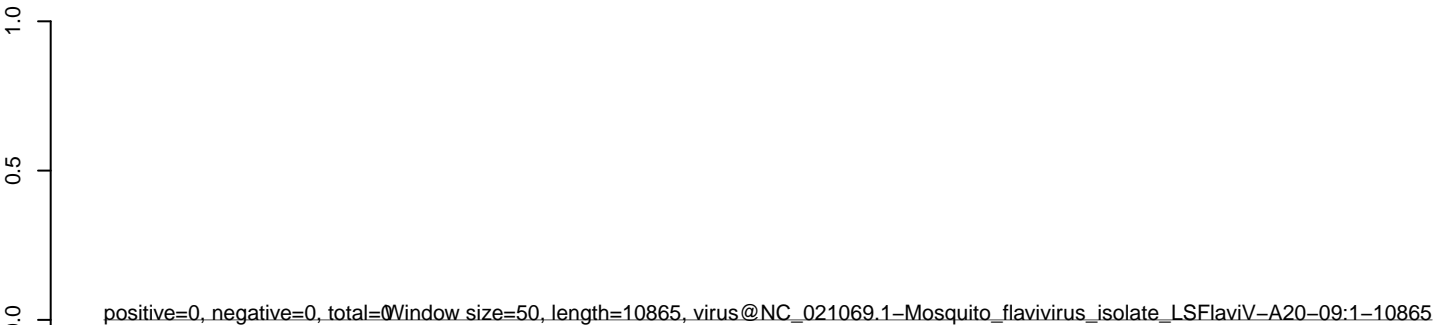 1.0
0.5
0.0
positive=0, negative=0, total=0
Window size=50, length=10865, virus@NC_021069.1−Mosquito_flavivirus_isolate_LSFlaviV−A20−09:1−10865